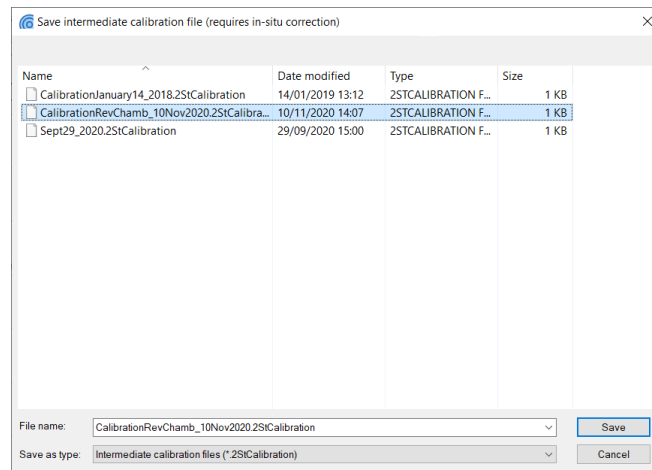 Save intermediate calibration file (requires in-situ correction)
Name Date modified Type Size
CalibrationJanuary14_2018.2StCalibration 14/01/2019 13:12 2STCALIBRATION F... 1 KB
CalibrationRevChamb_10Nov2020.2StCalibra... 10/11/2020 14:07 2STCALIBRATION F... 1 KB
Sept29_2020.2StCalibration 29/09/2020 15:00 2STCALIBRATION F... 1 KB
File name: CalibrationRevChamb_10Nov2020.2StCalibration Save
Save as type: Intermediate calibration files (*.2StCalibration) Cancel